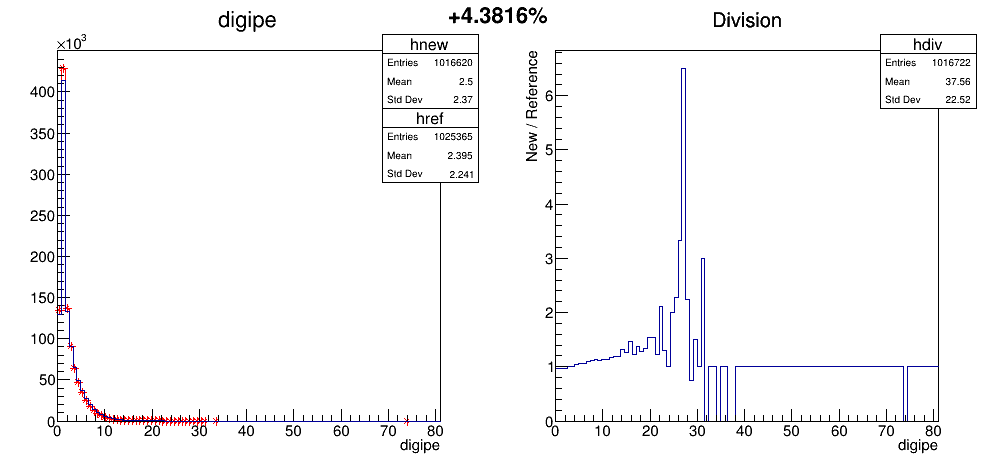 +4.3816%
digipe
×10³
400
350
300
250
200
150
100
50
0
0 10 20 30 40 50 60 70 80
digipe
hnew
Entries 1016620
Mean 2.5
Std Dev 2.37
href
Entries 1025365
Mean 2.395
Std Dev 2.241
Division
New / Reference
6
5
4
3
2
1
0
0 10 20 30 40 50 60 70 80
digipe
hdiv
Entries 1016722
Mean 37.56
Std Dev 22.52